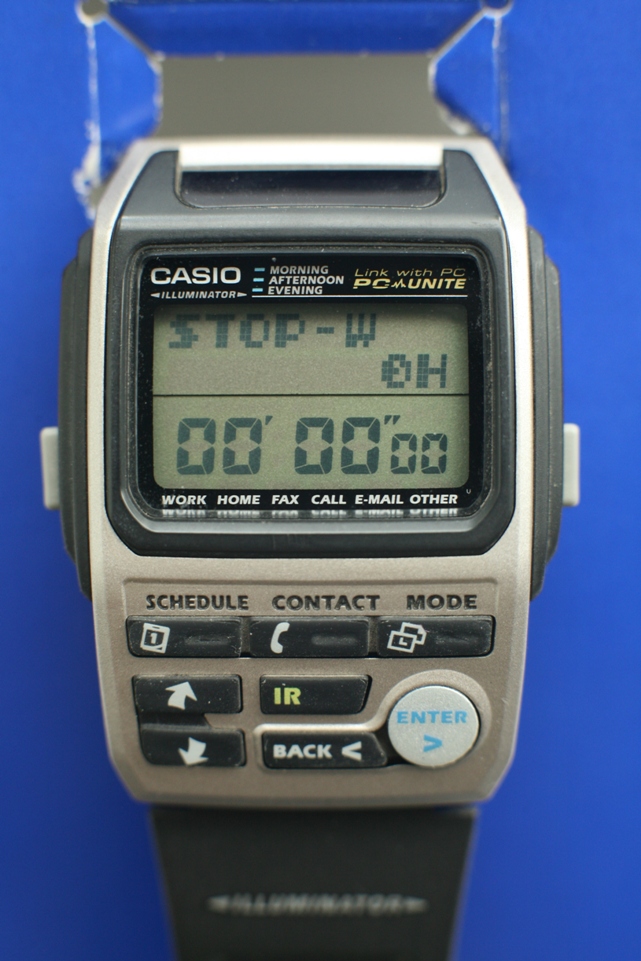 CASIO
◄ILLUMINATOR►
MORNING
AFTERNOON
EVENING
Link with PC
PC UNITE
STOP-W
0H
00' 00" 00
WORK HOME FAX CALL E-MAIL OTHER
SCHEDULE CONTACT MODE
1
IR
ENTER
>
BACK <
◄ILLUMINATOR►